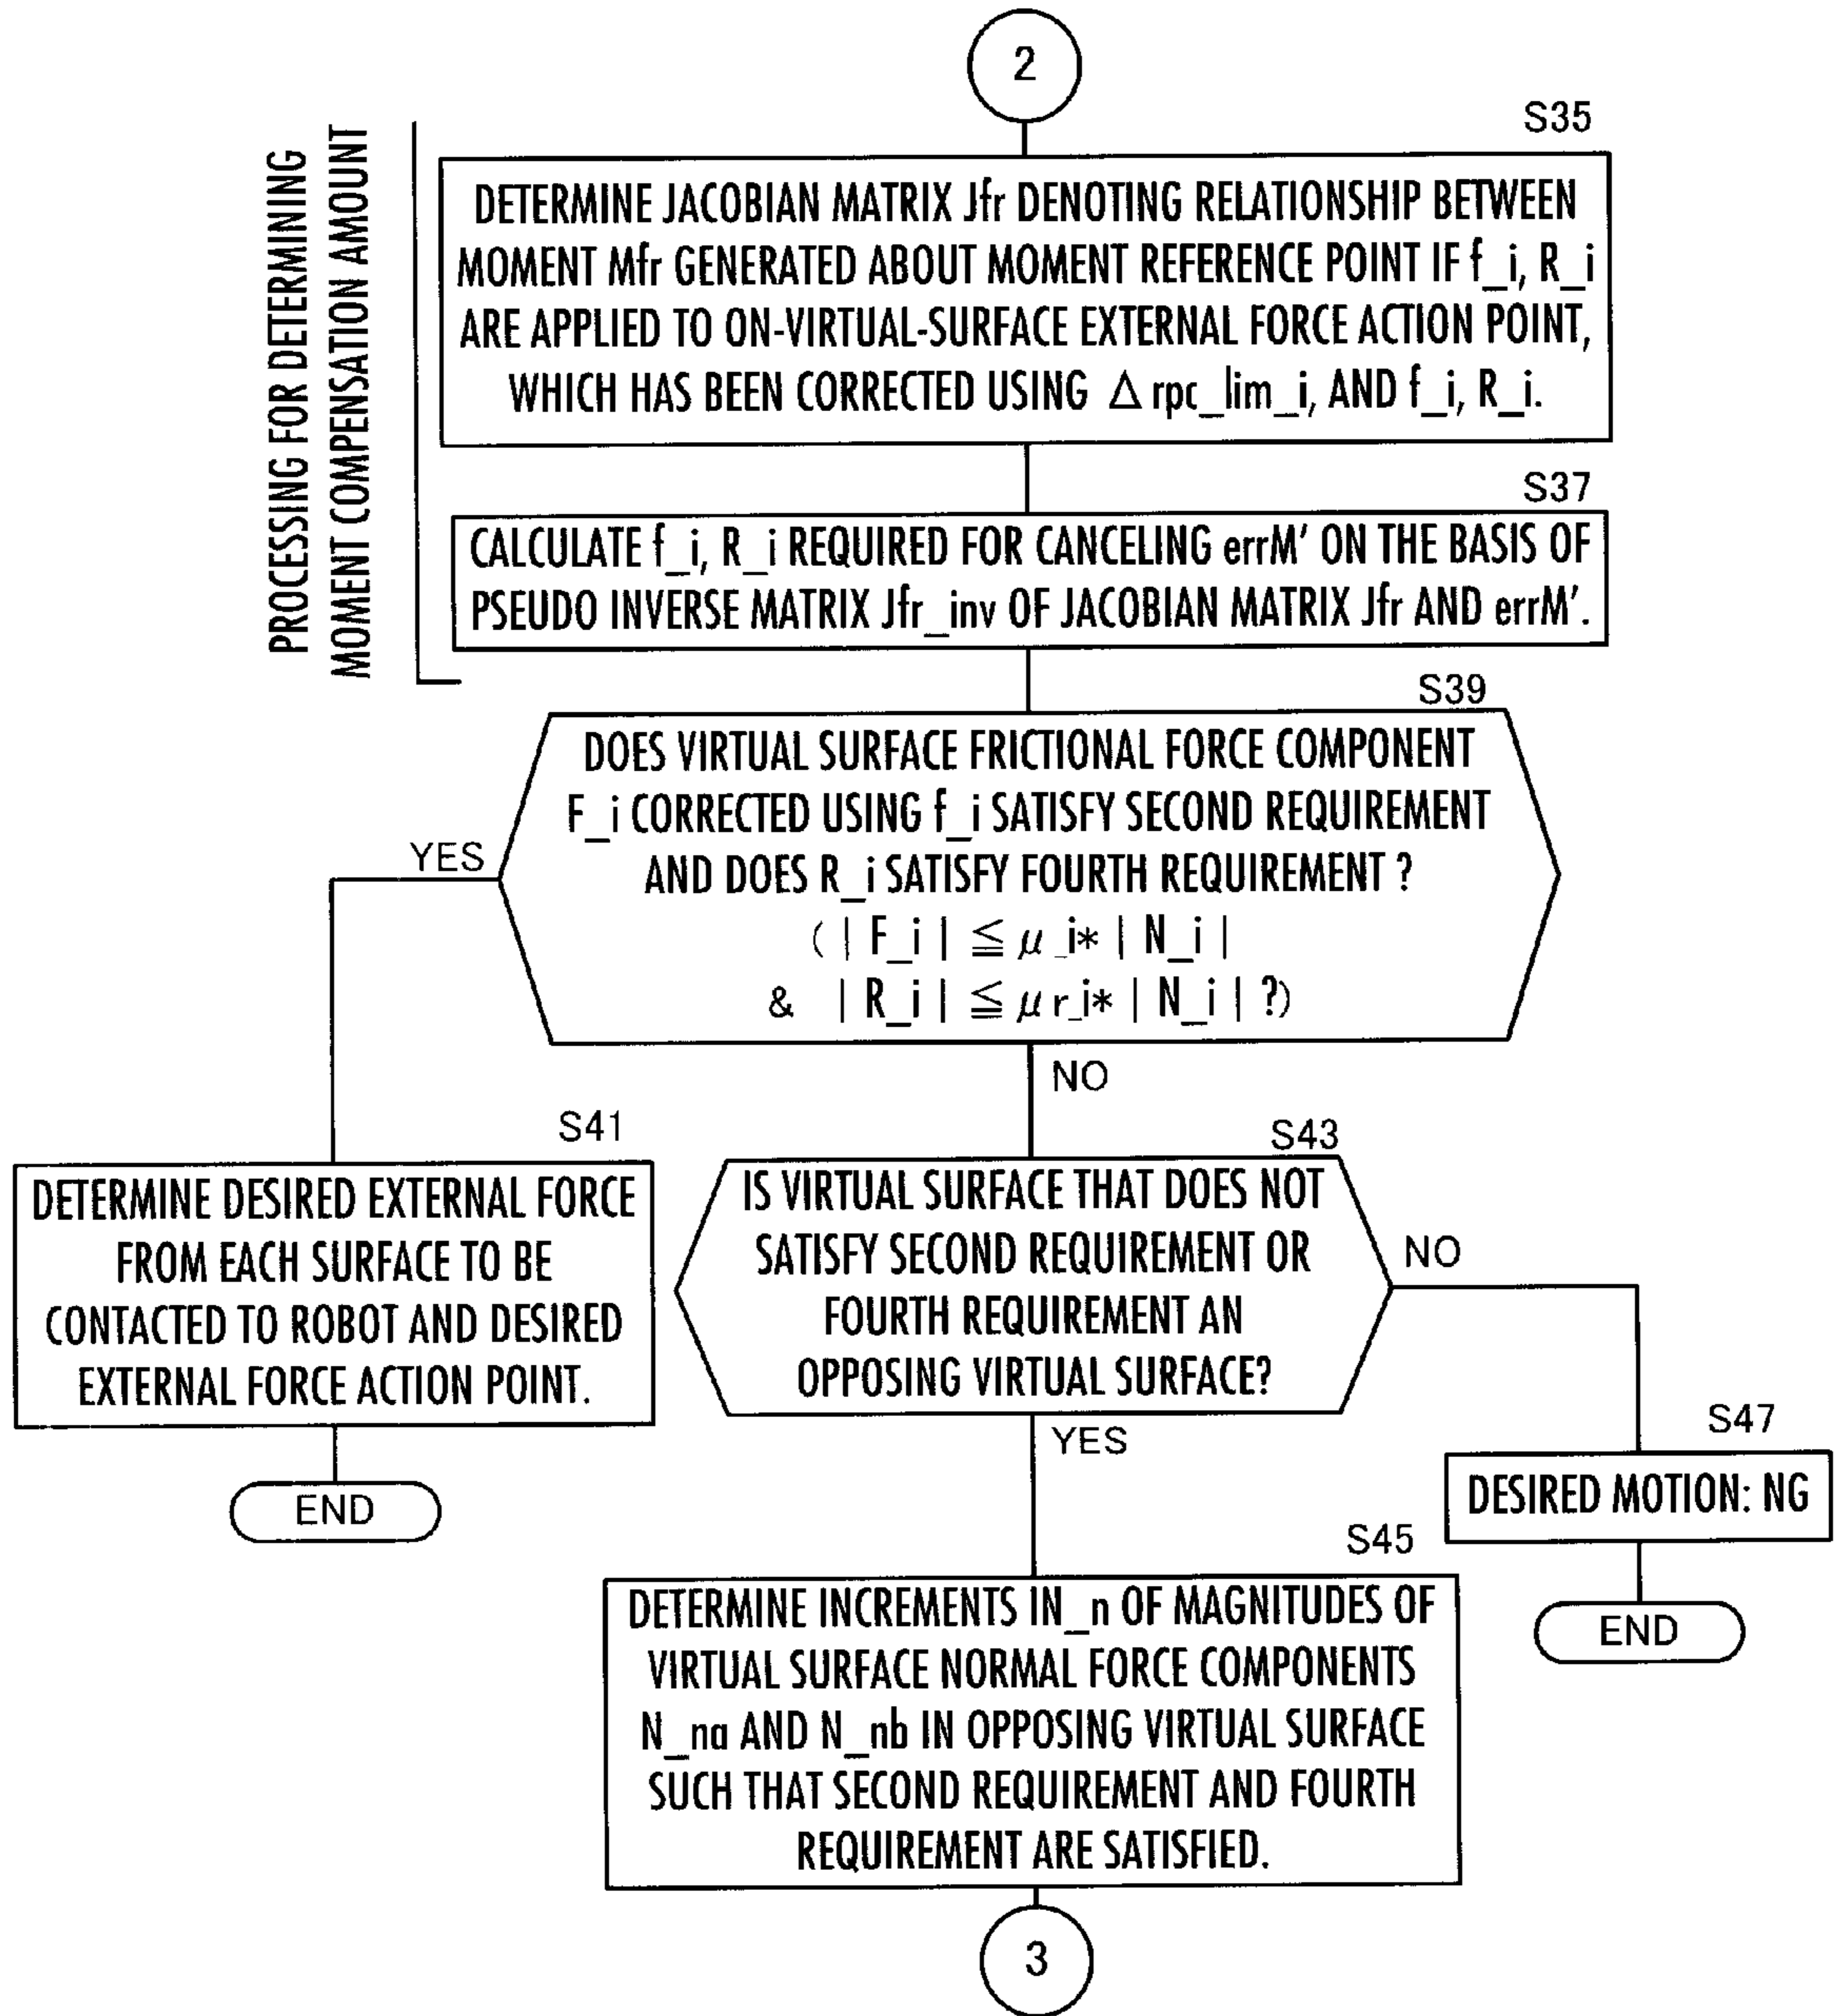 2
PROCESSING FOR DETERMINING
MOMENT COMPENSATION AMOUNT
S35
DETERMINE JACOBIAN MATRIX Jfr DENOTING RELATIONSHIP BETWEEN
MOMENT Mfr GENERATED ABOUT MOMENT REFERENCE POINT IF f_i, R_i
ARE APPLIED TO ON-VIRTUAL-SURFACE EXTERNAL FORCE ACTION POINT,
WHICH HAS BEEN CORRECTED USING Δrpc_lim_i, AND f_i, R_i.
S37
CALCULATE f_i, R_i REQUIRED FOR CANCELING errM' ON THE BASIS OF
PSEUDO INVERSE MATRIX Jfr_inv OF JACOBIAN MATRIX Jfr AND errM'.
S39
DOES VIRTUAL SURFACE FRICTIONAL FORCE COMPONENT
F_i CORRECTED USING f_i SATISFY SECOND REQUIREMENT
AND DOES R_i SATISFY FOURTH REQUIREMENT ?
( | F_i | ≦ μ_i* | N_i |
& | R_i | ≦ μr_i* | N_i | ?)
YES
NO
S41
DETERMINE DESIRED EXTERNAL FORCE
FROM EACH SURFACE TO BE
CONTACTED TO ROBOT AND DESIRED
EXTERNAL FORCE ACTION POINT.
END
S43
IS VIRTUAL SURFACE THAT DOES NOT
SATISFY SECOND REQUIREMENT OR
FOURTH REQUIREMENT AN
OPPOSING VIRTUAL SURFACE?
NO
YES
S47
DESIRED MOTION: NG
END
S45
DETERMINE INCREMENTS IN_n OF MAGNITUDES OF
VIRTUAL SURFACE NORMAL FORCE COMPONENTS
N_na AND N_nb IN OPPOSING VIRTUAL SURFACE
SUCH THAT SECOND REQUIREMENT AND FOURTH
REQUIREMENT ARE SATISFIED.
3